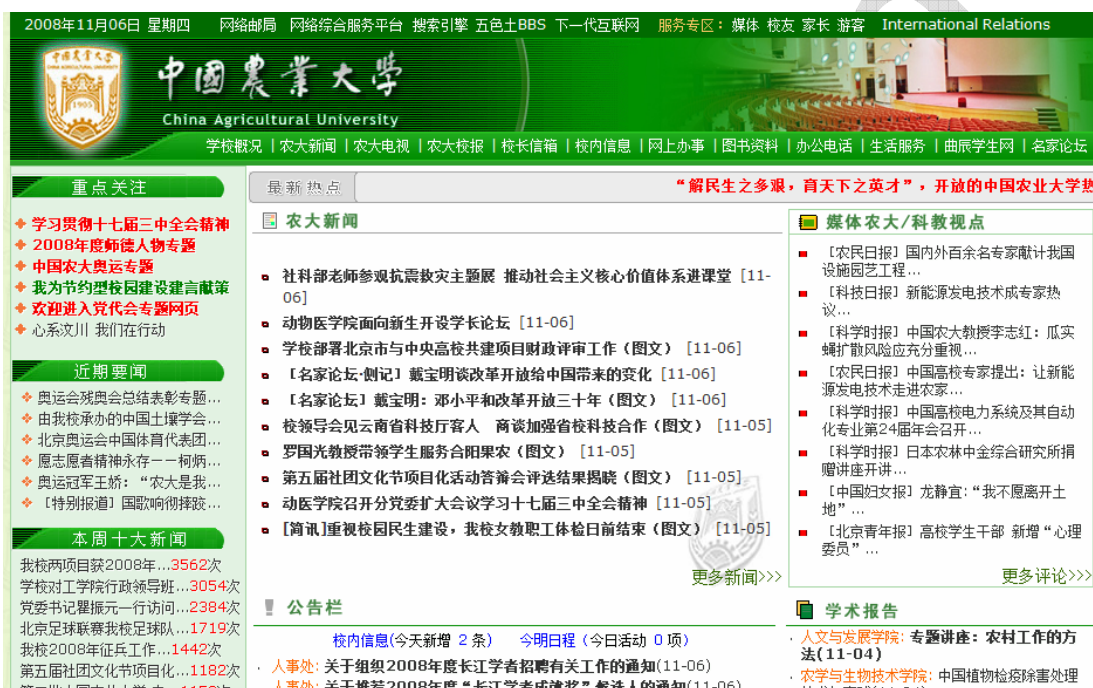 2008年11月06日 星期四 网络邮局 网络综合服务平台 搜索引擎 五色土BBS 下一代互联网 服务专区：媒体 校友 家长 游客 International Relations
中國農業大學
China Agricultural University
学校概况 | 农大新闻 | 农大电视 | 农大校报 | 校长信箱 | 校内信息 | 网上办事 | 图书资料 | 办公电话 | 生活服务 | 曲辰学生网 | 名家论坛
重点关注
学习贯彻十七届三中全会精神
2008年度师德人物专题
中国农大奥运专题
我为节约型校园建设建言献策
欢迎进入党代会专题网页
心系汶川 我们在行动
近期要闻
奥运会残奥会总结表彰专题...
由我校承办的中国土壤学会...
北京奥运会中国体育代表团...
愿志愿者精神永存－－柯炳...
奥运冠军王娇：“农大是我...
［特别报道］国歌响彻摔跤...
本周十大新闻
我校两项目获2008年...3562次
学校对工学院行政领导班...3054次
党委书记瞿振元一行访问...2384次
北京足球联赛我校足球队...1719次
我校2008年征兵工作...1442次
第五届社团文化节项目化...1182次
最新热点
“解民生之多艰，育天下之英才”，开放的中国农业大学热
农大新闻
社科部老师参观抗震救灾主题展 推动社会主义核心价值体系进课堂 [11-
06]
动物医学院面向新生开设学长论坛 [11-06]
学校部署北京市与中央高校共建项目财政评审工作（图文） [11-06]
［名家论坛·侧记］戴宝明谈改革开放给中国带来的变化 [11-06]
［名家论坛］戴宝明：邓小平和改革开放三十年（图文） [11-06]
校领导会见云南省科技厅客人 商谈加强省校科技合作（图文） [11-05]
罗国光教授带领学生服务合阳果农（图文） [11-05]
第五届社团文化节项目化活动答辩会评选结果揭晓（图文） [11-05]
动医学院召开分党委扩大会议学习十七届三中全会精神 [11-05]
[简讯]重视校园民生建设，我校女教职工体检日前结束（图文） [11-05]
更多新闻>>>
公告栏
校内信息(今天新增 2 条) 今明日程（今日活动 0 项）
人事处: 关于组织2008年度长江学者招聘有关工作的通知(11-06)
人事处: 关于推荐2008年度“长江学者成就奖”候选人的通知(11-06)
媒体农大/科教视点
［农民日报］国内外百余名专家献计我国
设施园艺工程...
［科技日报］新能源发电技术成专家热
议...
［科学时报］中国农大教授李志红：瓜实
蝇扩散风险应充分重视...
［农民日报］中国高校专家提出：让新能
源发电技术走进农家...
［科学时报］中国高校电力系统及其自动
化专业第24届年会召开...
［科学时报］日本农林中金综合研究所捐
赠讲座开讲...
［中国妇女报］龙静宜:“我不愿离开土
地”...
［北京青年报］高校学生干部 新增“心理
委员” ...
更多评论>>>
学术报告
人文与发展学院: 专题讲座：农村工作的方
法(11-04)
农学与生物技术学院: 中国植物检疫除害处理